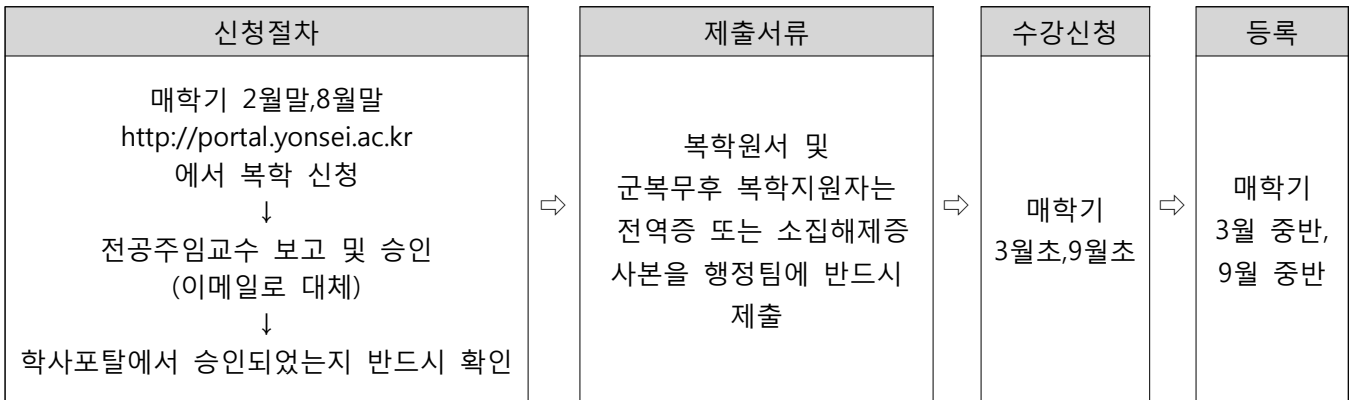 신청절차
매학기 2월말,8월말
http://portal.yonsei.ac.kr
에서 복학 신청
↓
전공주임교수 보고 및 승인
(이메일로 대체)
↓
학사포탈에서 승인되었는지 반드시 확인
⇨
제출서류
복학원서 및
군복무후 복학지원자는
전역증 또는 소집해제증
사본을 행정팀에 반드시
제출
⇨
수강신청
매학기
3월초,9월초
⇨
등록
매학기
3월 중반,
9월 중반